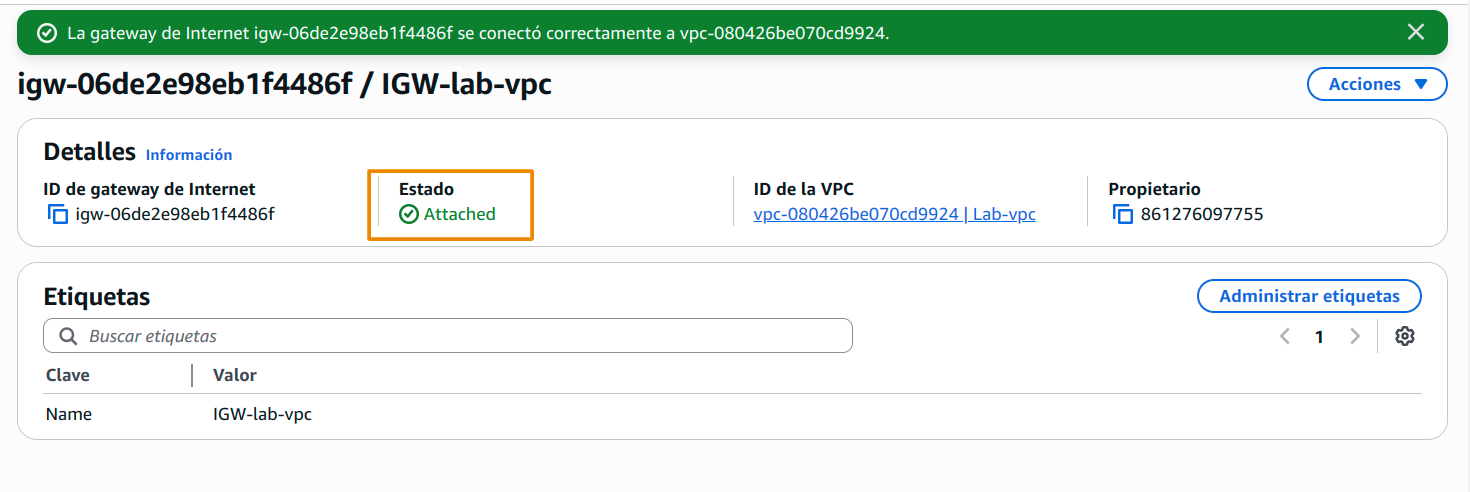 La gateway de Internet igw-06de2e98eb1f4486f se conectó correctamente a vpc-080426be070cd9924.
igw-06de2e98eb1f4486f / IGW-lab-vpc
Acciones
Detalles Información
ID de gateway de Internet
igw-06de2e98eb1f4486f
Estado
Attached
ID de la VPC
vpc-080426be070cd9924 | Lab-vpc
Propietario
861276097755
Etiquetas
Administrar etiquetas
Buscar etiquetas
1
Clave Valor
Name IGW-lab-vpc